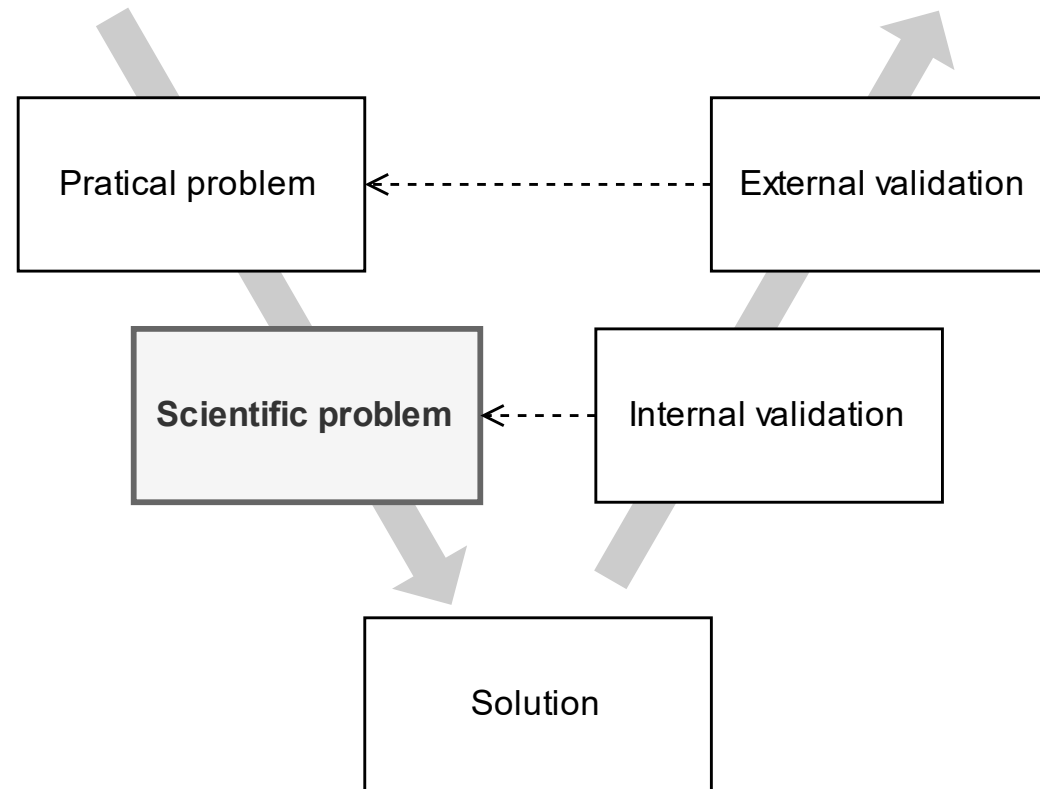 Pratical problem
External validation
Scientific problem
Internal validation
Solution